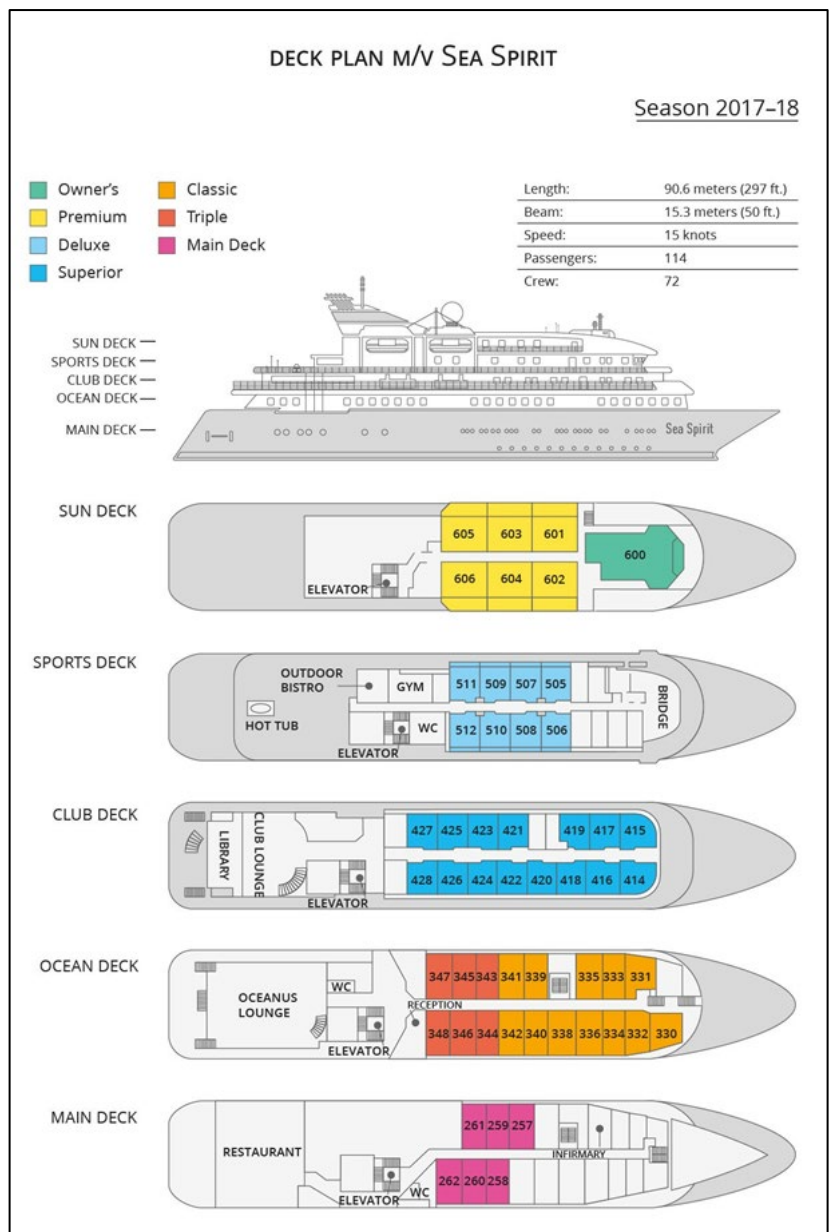 DECK PLAN M/V SEA SPIRIT
Season 2017–18
Owner's
Classic
Premium
Triple
Deluxe
Main Deck
Superior
Length: 90.6 meters (297 ft.)
Beam: 15.3 meters (50 ft.)
Speed: 15 knots
Passengers: 114
Crew: 72
SUN DECK
SPORTS DECK
CLUB DECK
OCEAN DECK
MAIN DECK
Sea Spirit
SUN DECK
605 603 601
600
606 604 602
ELEVATOR
SPORTS DECK
OUTDOOR
BISTRO
GYM
511 509 507 505
BRIDGE
HOT TUB
WC
512 510 508 506
ELEVATOR
CLUB DECK
LIBRARY
CLUB LOUNGE
427 425 423 421 419 417 415
428 426 424 422 420 418 416 414
ELEVATOR
OCEAN DECK
347 345 343 341 339 335 333 331
WC
OCEANUS
LOUNGE
RECEPTION
348 346 344 342 340 338 336 334 332 330
ELEVATOR
MAIN DECK
261 259 257
RESTAURANT
INFIRMARY
262 260 258
WC
ELEVATOR